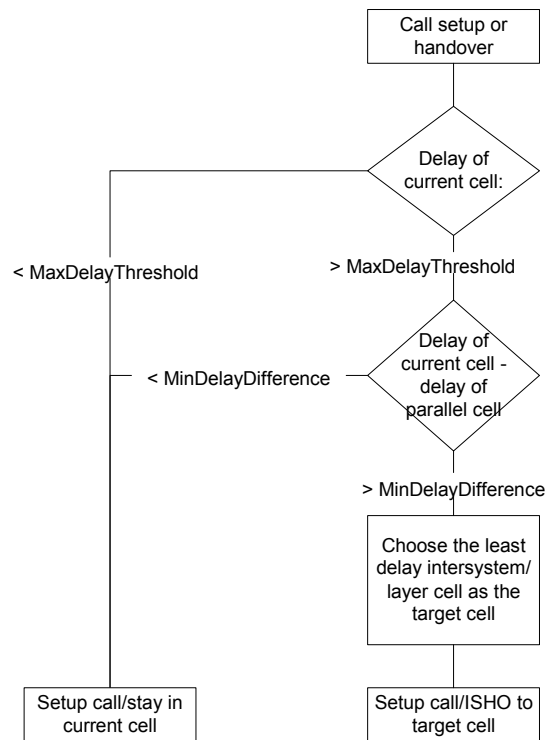 Call setup or
handover
Delay of
current cell:
< MaxDelayThreshold
> MaxDelayThreshold
Delay of
current cell -
delay of
parallel cell
< MinDelayDifference
> MinDelayDifference
Choose the least
delay intersystem/
layer cell as the
target cell
Setup call/stay in
current cell
Setup call/ISHO to
target cell